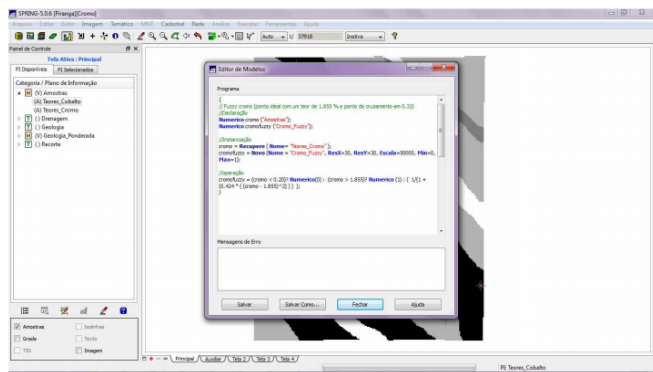 SPRING-5.0.6 [Piranga][Cromo]
Arquivo Editar Exibir Imagem Temático MNT Cadastral Rede Análise Executar Ferramentas Ajuda
Auto 1/ 37918 Inativa
Painel de Controle
Tela Ativa : Principal
PI Disponíveis PI Selecionados
Categoria / Plano de Informação
(V) Amostras
(A) Teores_Cobalto
(A) Teores_Cromo
( ) Drenagem
( ) Geologia
(V) Geologia_Ponderada
( ) Recorte
Amostras Isolinhas
Grade Texto
TIN Imagem
Editor de Modelos
Programa
{
// Fuzzy cromo (ponto ideal com um teor de 1.855 % e ponto de cruzamento em 0.32)
//Declaração
Numerico cromo ("Amostras");
Numerico cromofuzzy ("Cromo_Fuzzy");
//Instanciação
cromo = Recupere ( Nome= "Teores_Cromo" );
cromofuzzy = Novo (Nome = "Cromo_Fuzzy", ResX=30, ResY=30, Escala=50000, Min=0,
Max=1);
//operação
cromofuzzy = (cromo < 0.20)? Numerico(0) : (cromo > 1.855)? Numerico (1) : ( 1/(1 +
(0.424 * ( (cromo - 1.855)^2) ) ) );
}
Mensagens de Erro
Salvar Salvar Como... Fechar Ajuda
Principal Auxiliar Tela 2 Tela 3 Tela 4
PI: Teores_Cobalto